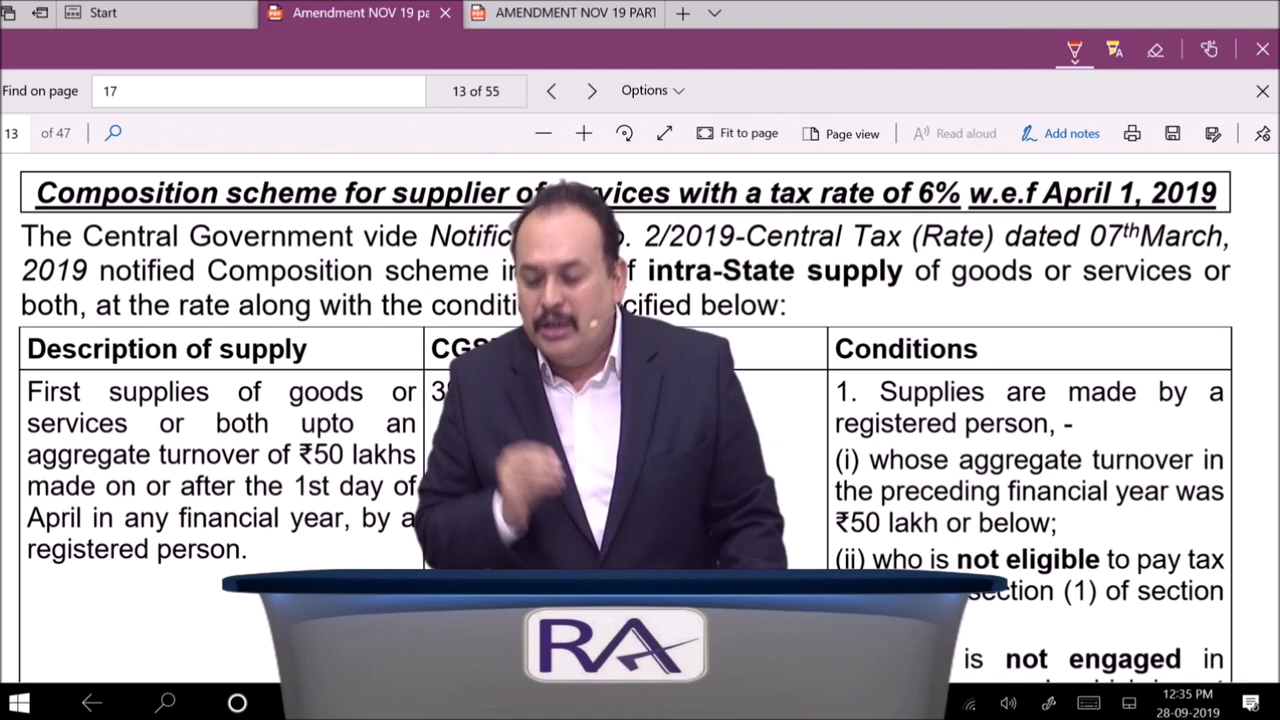 Start
Amendment NOV 19 pa
AMENDMENT NOV 19 PART
Find on page
17
13 of 55
Options
13 of 47
Fit to page
Page view
Read aloud
Add notes
Composition scheme for supplier of services with a tax rate of 6% w.e.f April 1, 2019
The Central Government vide Notific . 2/2019-Central Tax (Rate) dated 07thMarch,
2019 notified Composition scheme in f intra-State supply of goods or services or
both, at the rate along with the conditi cified below:
Description of supply
First supplies of goods or
services or both upto an
aggregate turnover of ₹50 lakhs
made on or after the 1st day of
April in any financial year, by a
registered person.
CGS
3
Conditions
1. Supplies are made by a
registered person, -
(i) whose aggregate turnover in
the preceding financial year was
₹50 lakh or below;
(ii) who is not eligible to pay tax
section (1) of section
is not engaged in
RA
12:35 PM
28-09-2019